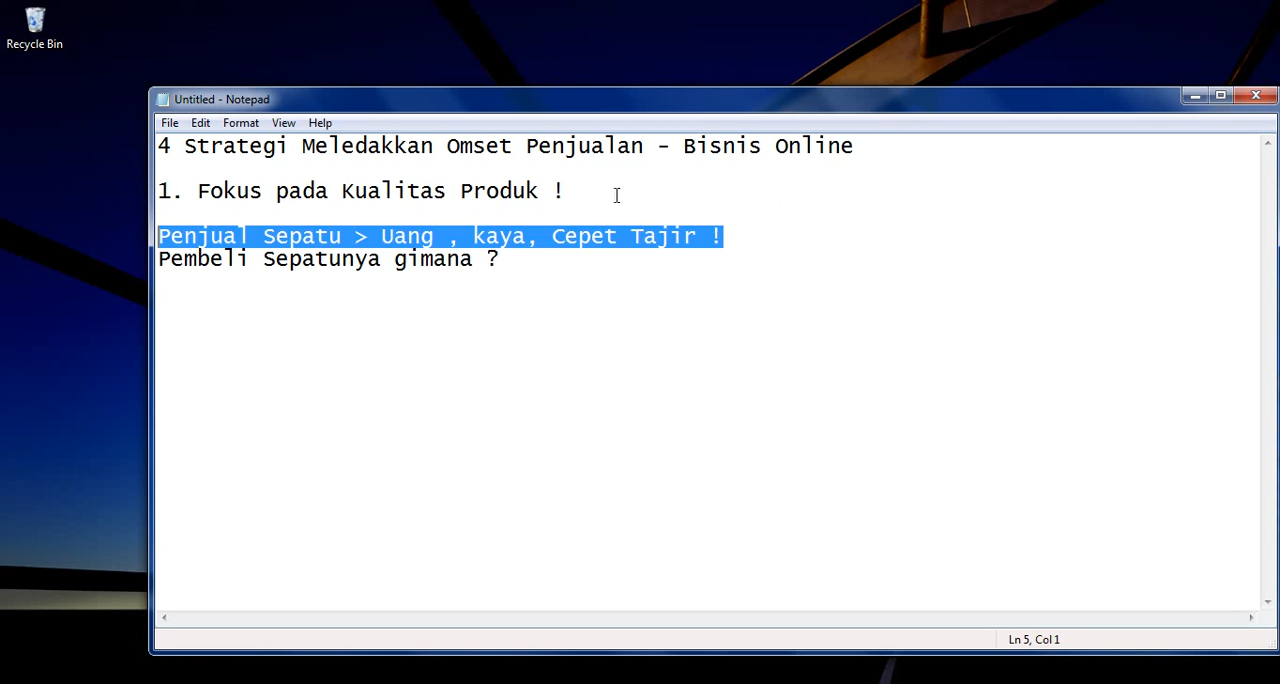 Recycle Bin
Untitled - Notepad
File Edit Format View Help
4 Strategi Meledakkan Omset Penjualan - Bisnis Online
1. Fokus pada Kualitas Produk !
Penjual Sepatu > Uang , kaya, Cepet Tajir !
Pembeli Sepatunya gimana ?
Ln 5, Col 1